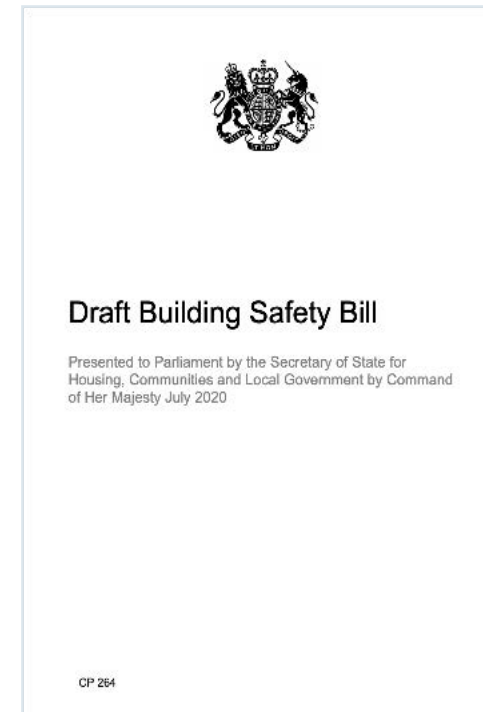 Draft Building Safety Bill
Presented to Parliament by the Secretary of State for
Housing, Communities and Local Government by Command
of Her Majesty July 2020
CP 264